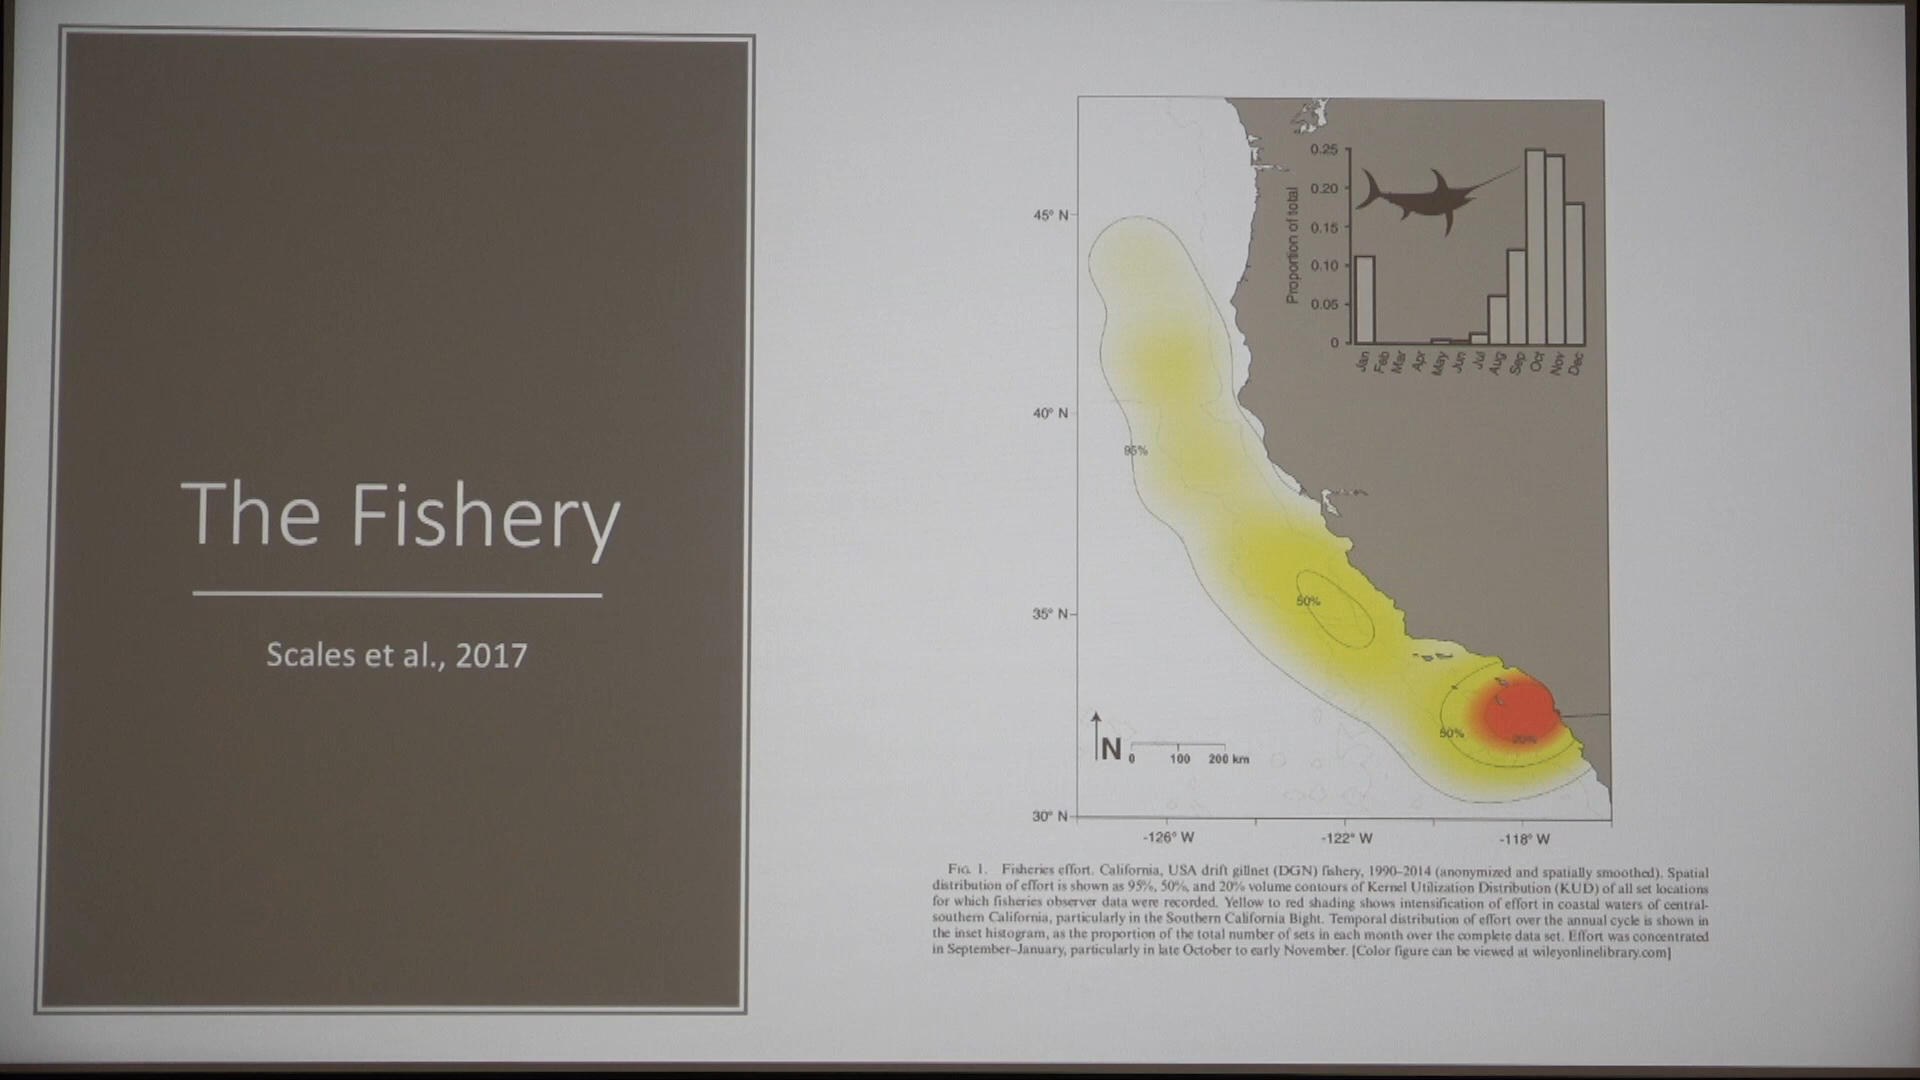 The Fishery
Scales et al., 2017
0.25
0.20
0.15
0.10
0.05
0
Proportion of total
Jan
Feb
Mar
Apr
May
Jun
Jul
Aug
Sep
Oct
Nov
Dec
45° N
40° N
95%
50%
35° N
50%
20%
N
0 100 200 km
30° N
-126° W -122° W -118° W
FIG. 1. Fisheries effort. California, USA drift gillnet (DGN) fishery, 1990–2014 (anonymized and spatially smoothed). Spatial
distribution of effort is shown as 95%, 50%, and 20% volume contours of Kernel Utilization Distribution (KUD) of all set locations
for which fisheries observer data were recorded. Yellow to red shading shows intensification of effort in coastal waters of central-
southern California, particularly in the Southern California Bight. Temporal distribution of effort over the annual cycle is shown in
the inset histogram, as the proportion of the total number of sets in each month over the complete data set. Effort was concentrated
in September–January, particularly in late October to early November. [Color figure can be viewed at wileyonlinelibrary.com]